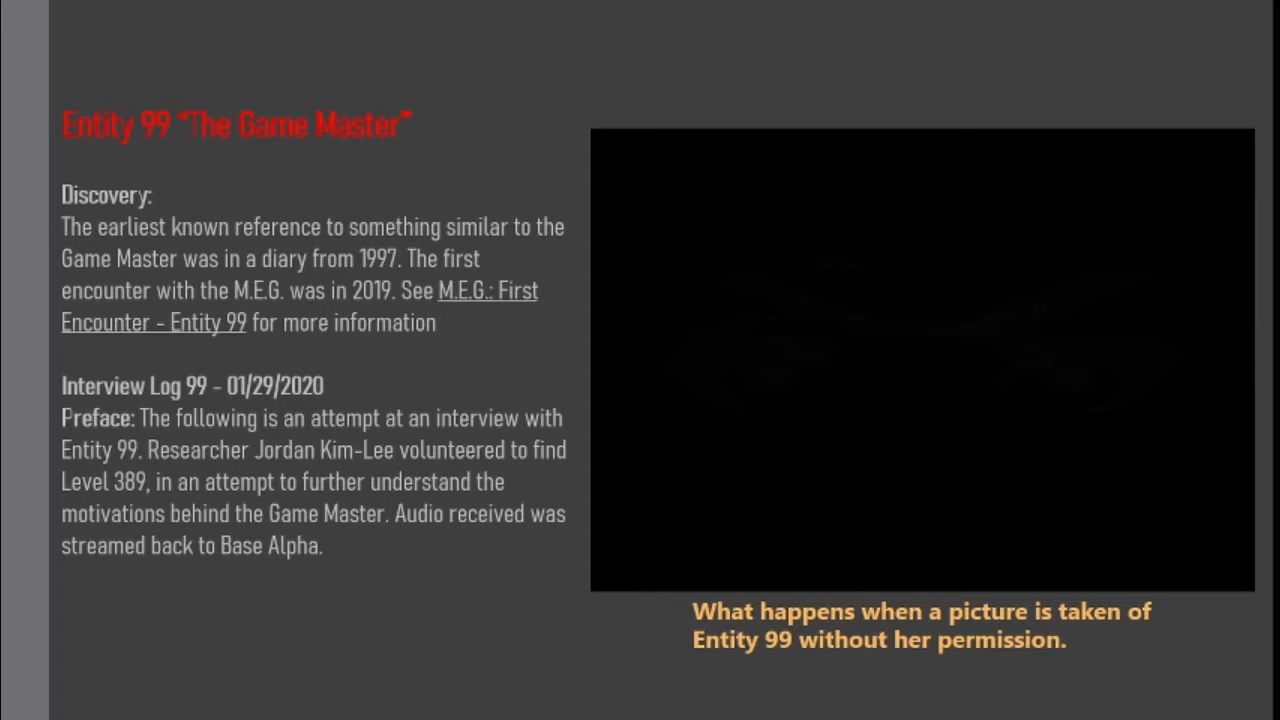 Entity 99 “The Game Master”
Discovery:
The earliest known reference to something similar to the
Game Master was in a diary from 1997. The first
encounter with the M.E.G. was in 2019. See M.E.G.: First
Encounter - Entity 99 for more information
Interview Log 99 - 01/29/2020
Preface: The following is an attempt at an interview with
Entity 99. Researcher Jordan Kim-Lee volunteered to find
Level 389, in an attempt to further understand the
motivations behind the Game Master. Audio received was
streamed back to Base Alpha.
What happens when a picture is taken of
Entity 99 without her permission.